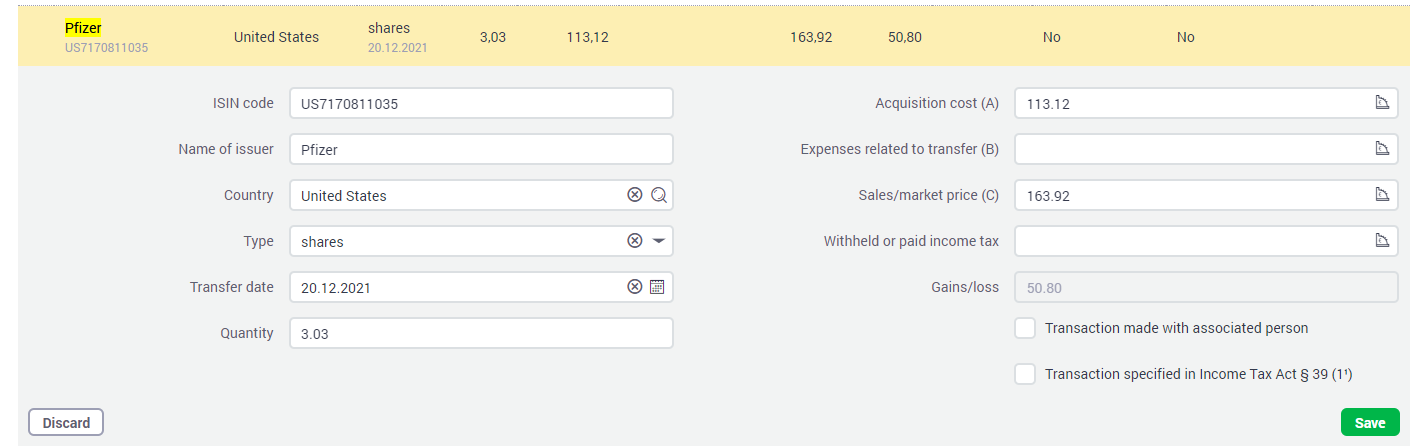 Pfizer
US7170811035
United States
shares
20.12.2021
3,03
113,12
163,92
50,80
No
No
ISIN code
US7170811035
Name of issuer
Pfizer
Country
United States
Type
shares
Transfer date
20.12.2021
Quantity
3.03
Acquisition cost (A)
113.12
Expenses related to transfer (B)
Sales/market price (C)
163.92
Withheld or paid income tax
Gains/loss
50.80
Transaction made with associated person
Transaction specified in Income Tax Act § 39 (1¹)
Discard
Save